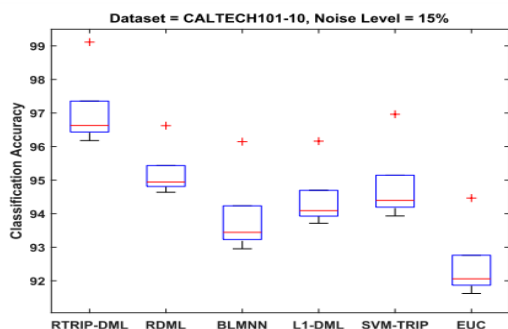 Dataset = CALTECH101-10, Noise Level = 15%
Classification Accuracy
99
98
97
96
95
94
93
92
RTRIP-DML RDML BLMNN L1-DML SVM-TRIP EUC